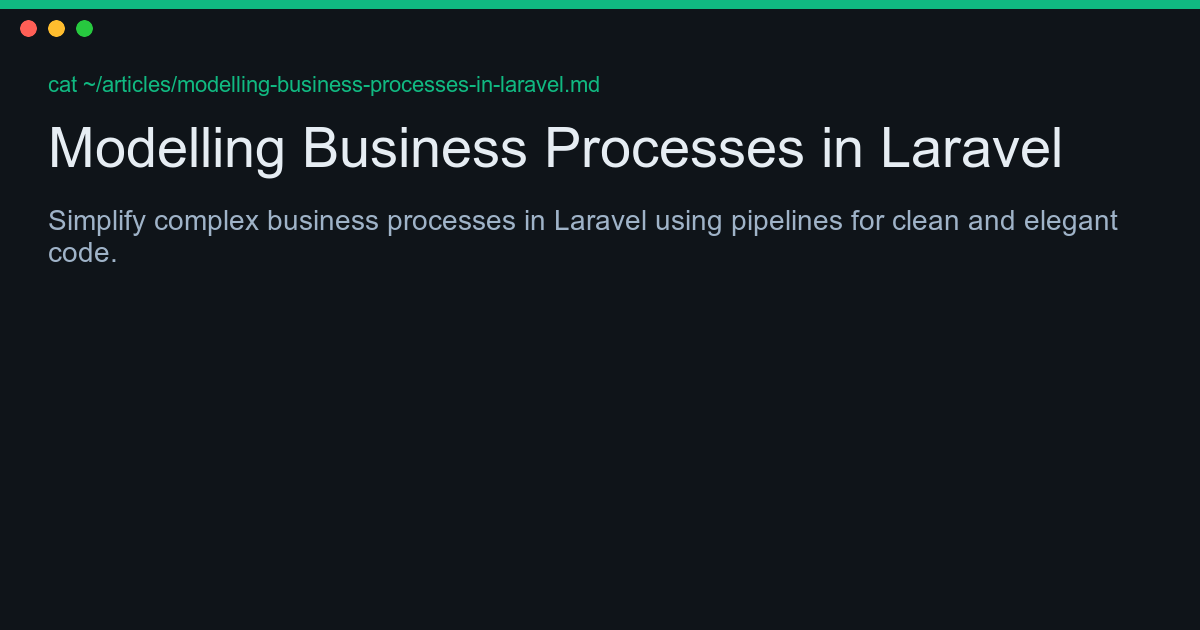 cat ~/articles/modelling-business-processes-in-laravel.md
Modelling Business Processes in Laravel
Simplify complex business processes in Laravel using pipelines for clean and elegant
code.